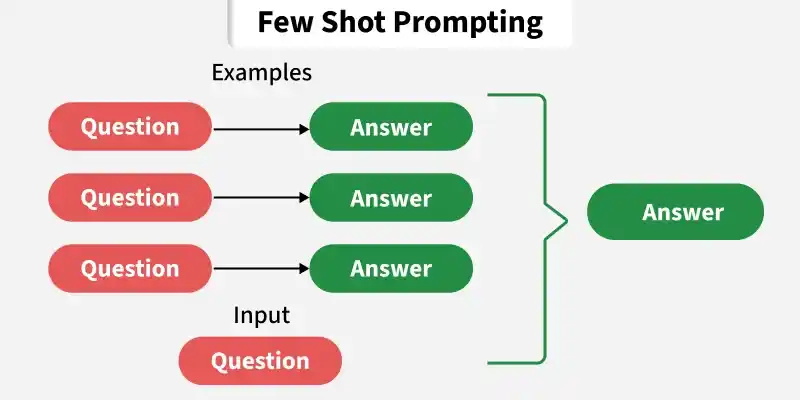 Few Shot Prompting
Examples
Question Answer
Question Answer
Answer
Question Answer
Input
Question